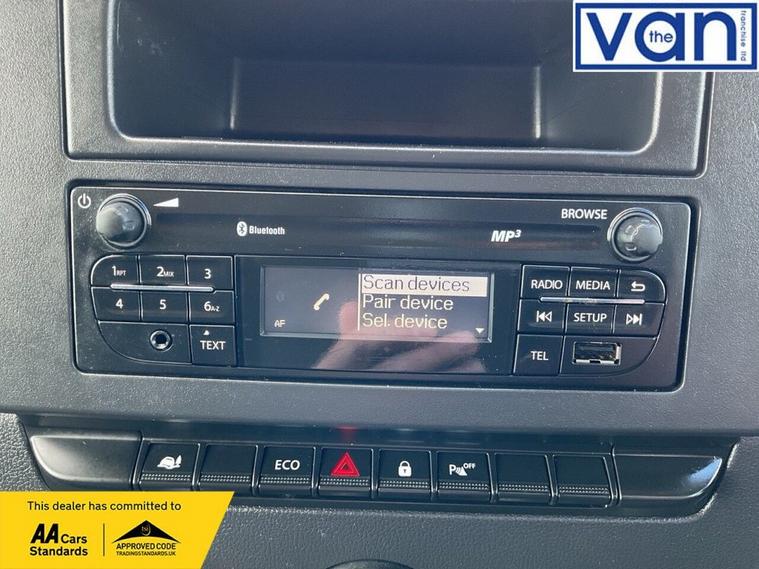 the van
franchise ltd
Bluetooth
MP3
BROWSE
1RPT 2MIX 3
4 5 6A-Z
TEXT
AF
Scan devices
Pair device
Sel. device
RADIO MEDIA
SETUP
TEL
ECO
P OFF
This dealer has committed to
AA Cars
Standards
tsi
APPROVED CODE
TRADINGSTANDARDS.UK